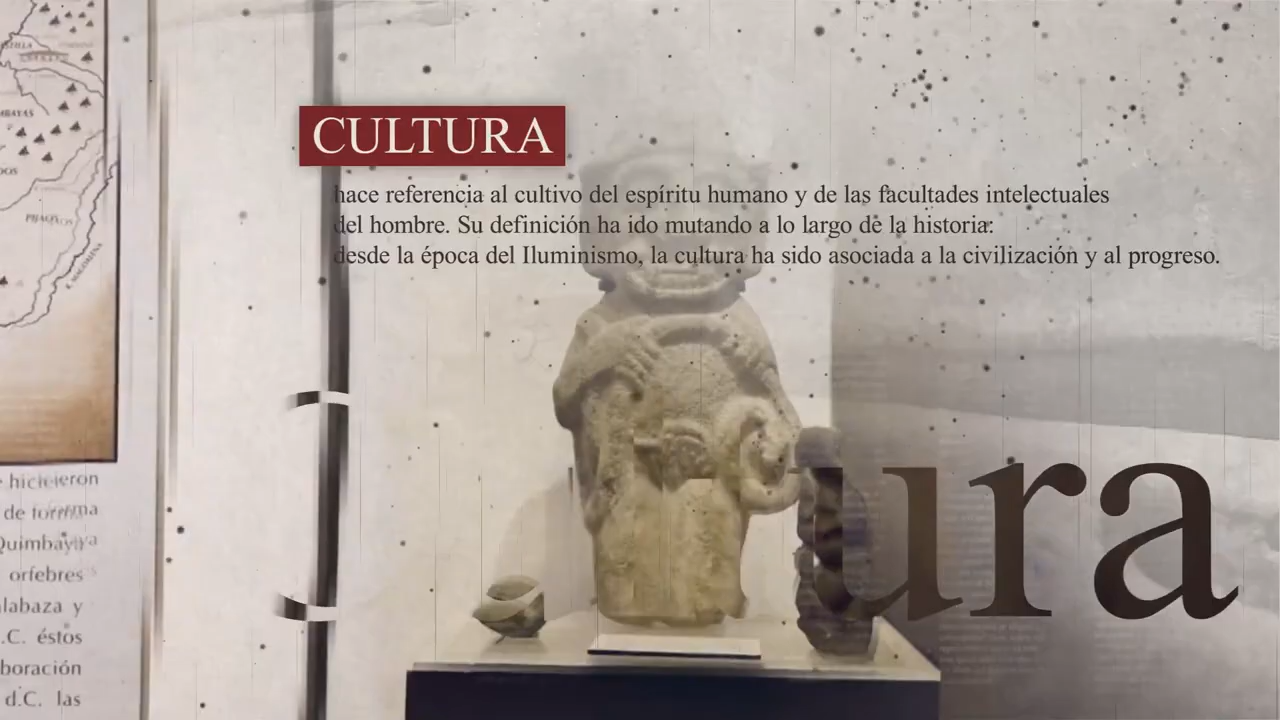 CULTURA
hace referencia al cultivo del espíritu humano y de las facultades intelectuales
del hombre. Su definición ha ido mutando a lo largo de la historia:
desde la época del Iluminismo, la cultura ha sido asociada a la civilización y al progreso.
ura
hicieron
de forma
Quimbaya
orfebres
alabaza y
.C. éstos
boración
d.C. las